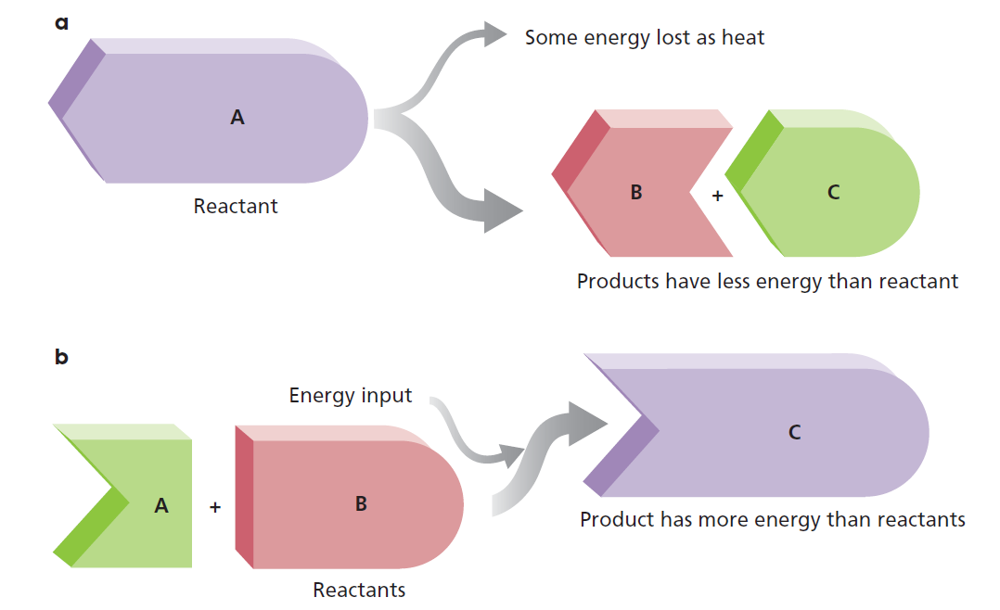 a
Some energy lost as heat
A
B
+
C
Reactant
Products have less energy than reactant
b
Energy input
C
A
+
B
Product has more energy than reactants
Reactants